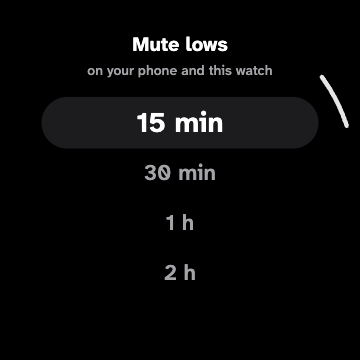 Mute lows
on your phone and this watch
15 min
30 min
1 h
2 h